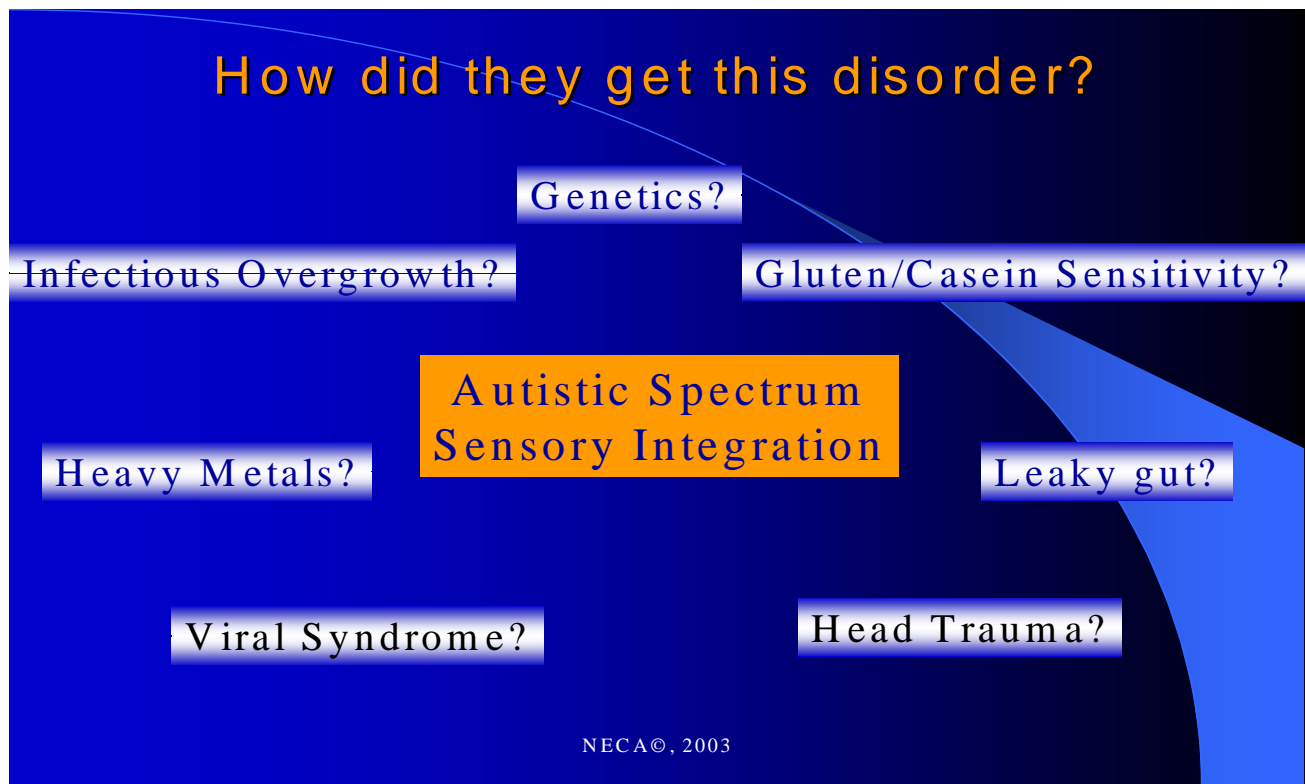 How did they get this disorder?
Genetics?
Infectious Overgrowth?
Gluten/Casein Sensitivity?
Autistic Spectrum
Sensory Integration
Heavy Metals?
Leaky gut?
Viral Syndrome?
Head Trauma?
NECA©, 2003